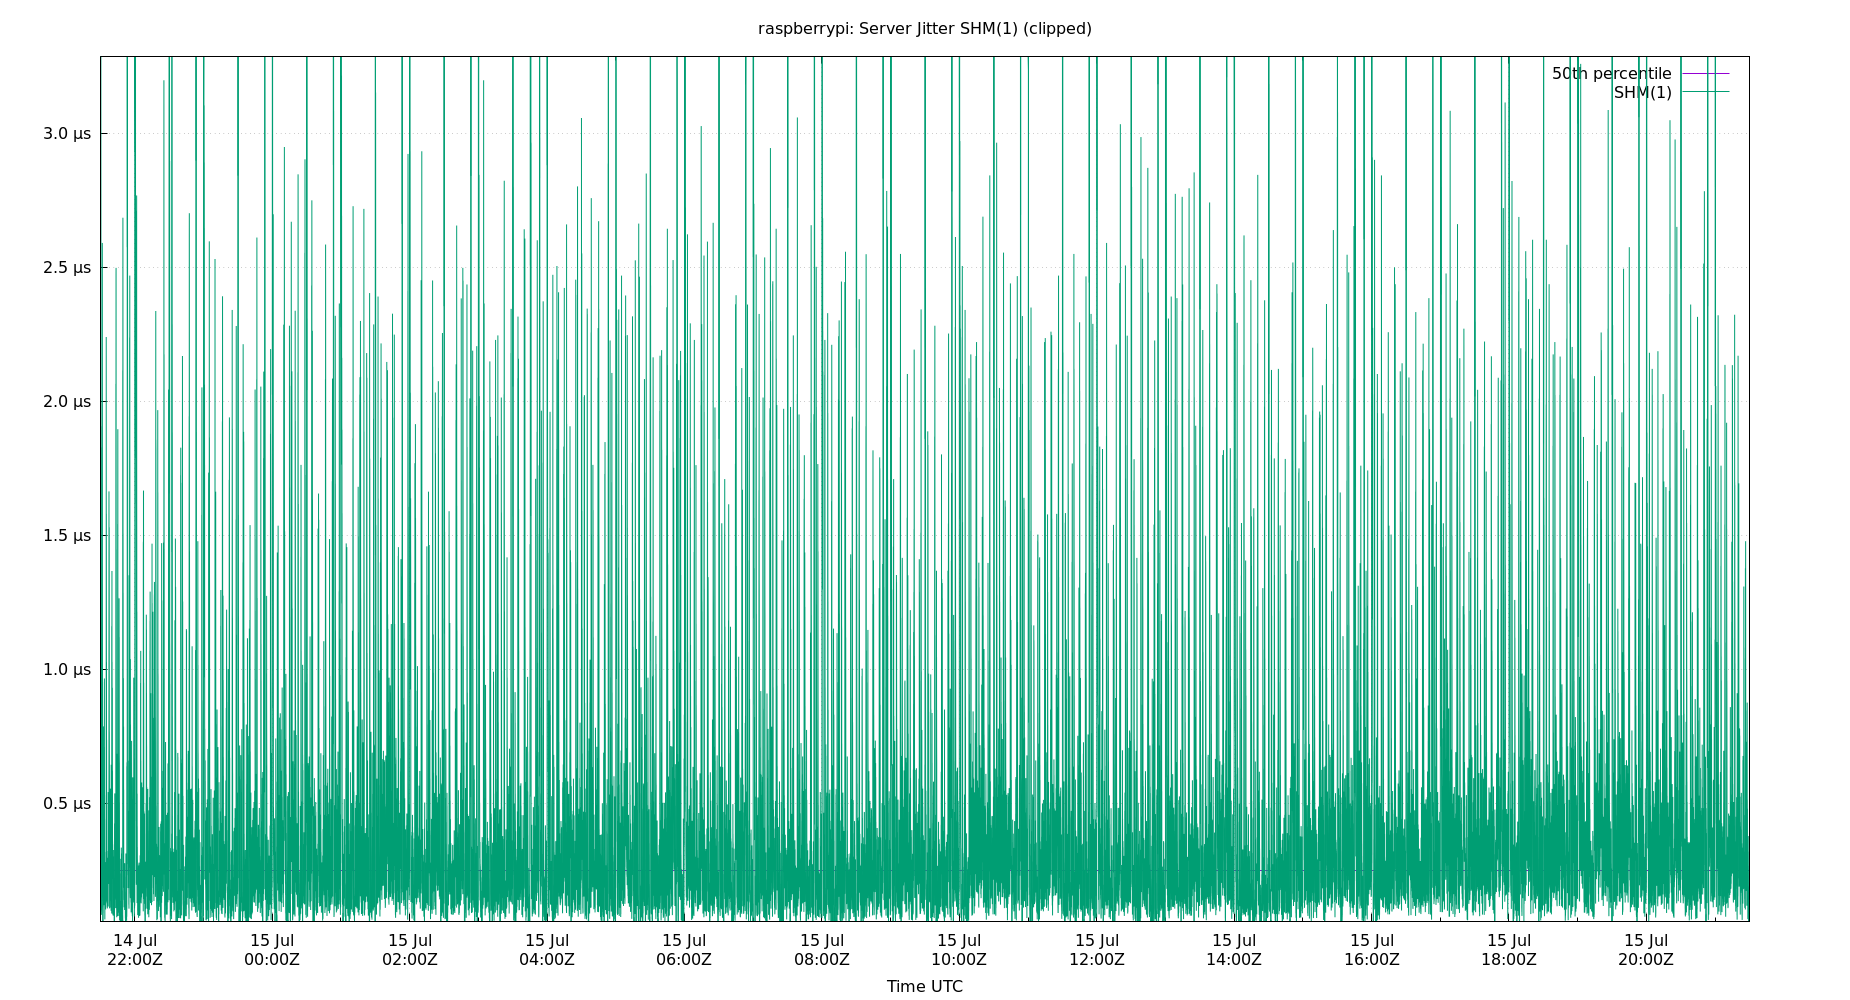 raspberrypi: Server Jitter SHM(1) (clipped)
50th percentile
SHM(1)
3.0 µs
2.5 µs
2.0 µs
1.5 µs
1.0 µs
0.5 µs
14 Jul 15 Jul 15 Jul 15 Jul 15 Jul 15 Jul 15 Jul 15 Jul 15 Jul 15 Jul 15 Jul 15 Jul
22:00Z 00:00Z 02:00Z 04:00Z 06:00Z 08:00Z 10:00Z 12:00Z 14:00Z 16:00Z 18:00Z 20:00Z
Time UTC